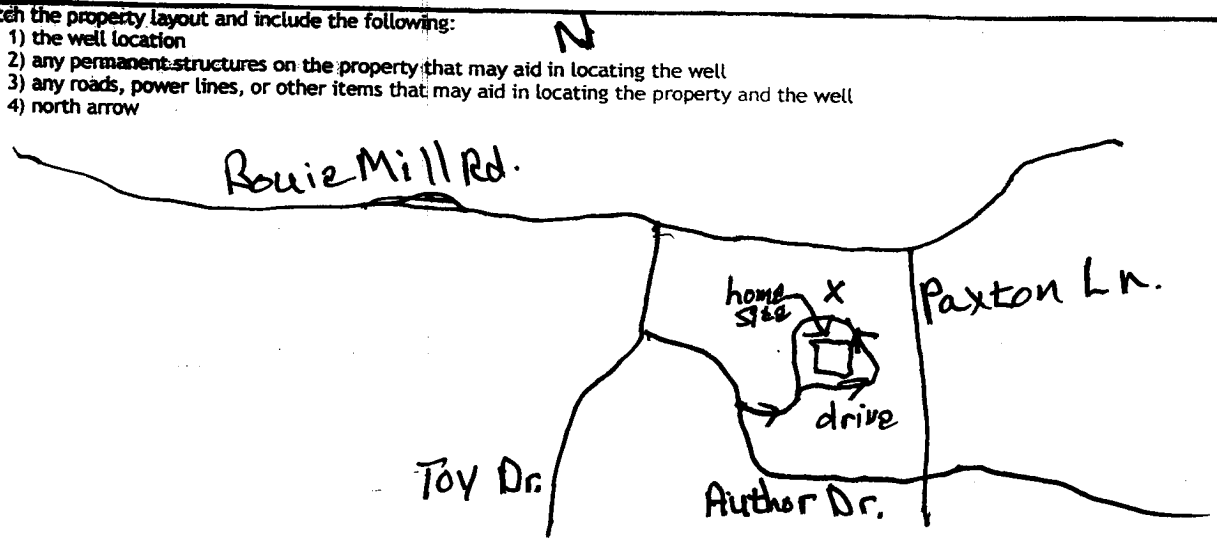 ch the property layout and include the following:
1) the well location
N
2) any permanent structures on the property that may aid in locating the well
3) any roads, power lines, or other items that may aid in locating the property and the well
4) north arrow
Rouie Mill Rd.
home
site
X
Paxton Ln.
drive
Toy Dr.
Author Dr.